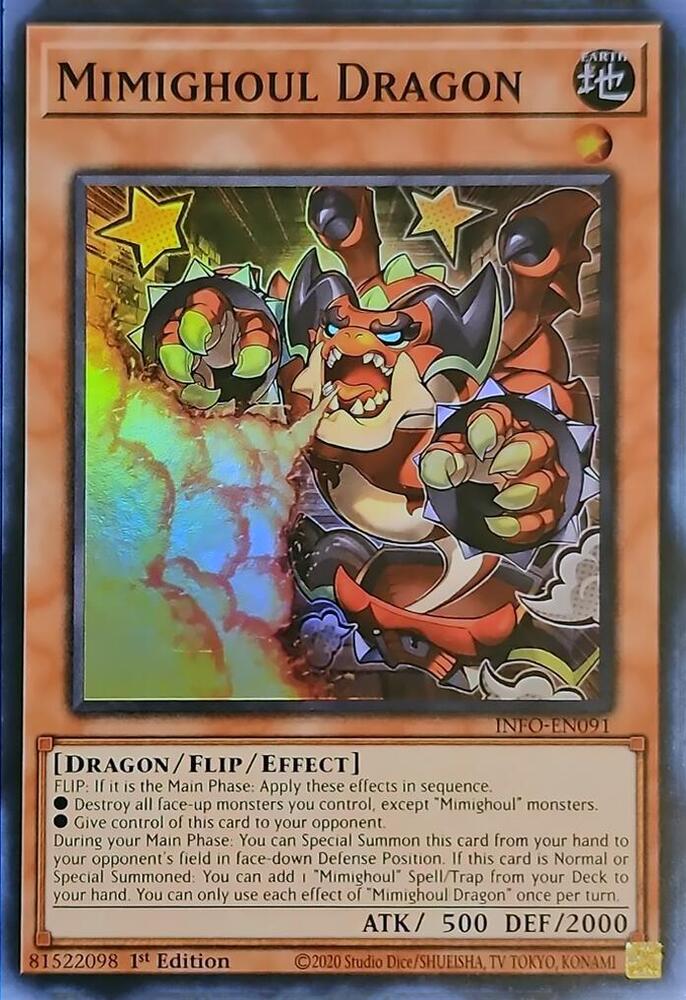 MIMIGHOUL DRAGON
EARTH
地
INFO-EN091
[DRAGON/FLIP/EFFECT]
FLIP: If it is the Main Phase: Apply these effects in sequence.
● Destroy all face-up monsters you control, except "Mimighoul" monsters.
● Give control of this card to your opponent.
During your Main Phase: You can Special Summon this card from your hand to
your opponent's field in face-down Defense Position. If this card is Normal or
Special Summoned: You can add 1 "Mimighoul" Spell/Trap from your Deck to
your hand. You can only use each effect of "Mimighoul Dragon" once per turn.
ATK/ 500 DEF/2000
81522098 1st Edition ©2020 Studio Dice/SHUEISHA, TV TOKYO, KONAMI